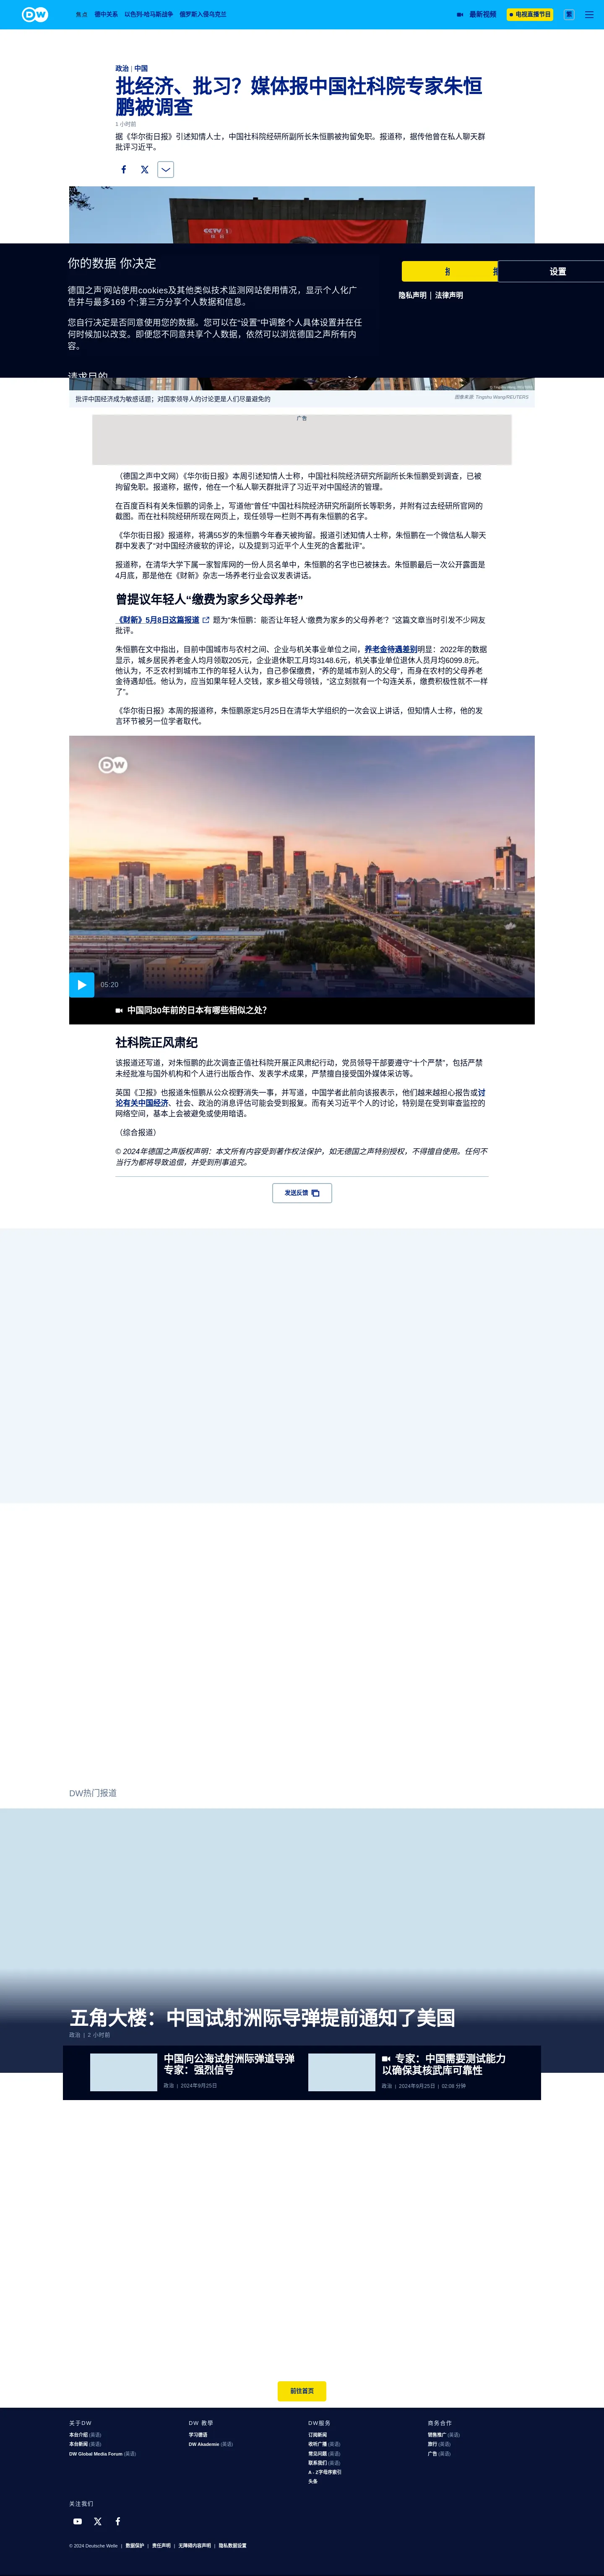 DW
焦点 德中关系 以色列-哈马斯战争 俄罗斯入侵乌克兰
最新视频 电视直播节目 繁
政治 | 中国
批经济、批习？媒体报中国社科院专家朱恒
鹏被调查
1 小时前
据《华尔街日报》引述知情人士，中国社科院经研所副所长朱恒鹏被拘留免职。报道称，据传他曾在私人聊天群
批评习近平。
CCTV
你的数据 你决定
德国之声'网站使用cookies及其他类似技术监测网站使用情况，显示个人化广
告并与最多169 个;第三方分享个人数据和信息。
您自行决定是否同意使用您的数据。您可以在“设置”中调整个人具体设置并在任
何时候加以改变。即便您不同意共享个人数据，依然可以浏览德国之声所有内
容。
请求目的
设置
隐私声明 | 法律声明
批评中国经济成为敏感话题；对国家领导人的讨论更是人们尽量避免的
图像来源: Tingshu Wang/REUTERS
广告
（德国之声中文网）《华尔街日报》本周引述知情人士称，中国社科院经济研究所副所长朱恒鹏受到调查，已被
拘留免职。报道称，据传，他在一个私人聊天群批评了习近平对中国经济的管理。
在百度百科有关朱恒鹏的词条上，写道他“曾任”中国社科院经济研究所副所长等职务，并附有过去经研所官网的
截图。而在社科院经研所现在网页上，现任领导一栏则不再有朱恒鹏的名字。
《华尔街日报》报道称，将满55岁的朱恒鹏今年春天被拘留。报道引述知情人士称，朱恒鹏在一个微信私人聊天
群中发表了“对中国经济疲软的评论，以及提到习近平个人生死的含蓄批评”。
报道称，在清华大学下属一家智库网的一份人员名单中，朱恒鹏的名字也已被抹去。朱恒鹏最后一次公开露面是
4月底，那是他在《财新》杂志一场养老行业会议发表讲话。
曾提议年轻人“缴费为家乡父母养老”
《财新》5月8日这篇报道 题为“朱恒鹏：能否让年轻人‘缴费为家乡的父母养老’？”这篇文章当时引发不少网友
批评。
朱恒鹏在文中指出，目前中国城市与农村之间、企业与机关事业单位之间，养老金待遇差别明显：2022年的数据
显示，城乡居民养老金人均月领取205元，企业退休职工月均3148.6元，机关事业单位退休人员月均6099.8元。
他认为，不乏农村到城市工作的年轻人认为，自己参保交缴费，“养的是城市别人的父母”，而身在农村的父母养老
金待遇却低。他认为，应当如果年轻人交钱，家乡祖父母领钱，“这立刻就有一个勾连关系，缴费积极性就不一样
了”。
《华尔街日报》本周的报道称，朱恒鹏原定5月25日在清华大学组织的一次会议上讲话，但知情人士称，他的发
言环节被另一位学者取代。
DW
05:20
中国同30年前的日本有哪些相似之处？
社科院正风肃纪
该报道还写道，对朱恒鹏的此次调查正值社科院开展正风肃纪行动，党员领导干部要遵守“十个严禁”，包括严禁
未经批准与国外机构和个人进行出版合作、发表学术成果，严禁擅自接受国外媒体采访等。
英国《卫报》也报道朱恒鹏从公众视野消失一事，并写道，中国学者此前向该报表示，他们越来越担心报告或讨
论有关中国经济、社会、政治的消息评估可能会受到报复。而有关习近平个人的讨论，特别是在受到审查监控的
网络空间，基本上会被避免或使用暗语。
（综合报道）
© 2024年德国之声版权声明：本文所有内容受到著作权法保护，如无德国之声特别授权，不得擅自使用。任何不
当行为都将导致追偿，并受到刑事追究。
发送反馈
DW热门报道
五角大楼：中国试射洲际导弹提前通知了美国
政治 | 2 小时前
中国向公海试射洲际弹道导弹
专家：强烈信号
政治 | 2024年9月25日
专家：中国需要测试能力
以确保其核武库可靠性
政治 | 2024年9月25日 | 02:08 分钟
前往首页
关于DW
本台介绍 (英语)
本台新闻 (英语)
DW Global Media Forum (英语)
DW 教學
学习德语
DW Akademie (英语)
DW服务
订阅新闻
收听广播 (英语)
常见问题 (英语)
联系我们 (英语)
A - Z字母序索引
头条
商务合作
销售推广 (英语)
旅行 (英语)
广告 (英语)
关注我们
© 2024 Deutsche Welle | 数据保护 | 责任声明 | 无障碍内容声明 | 隐私数据设置